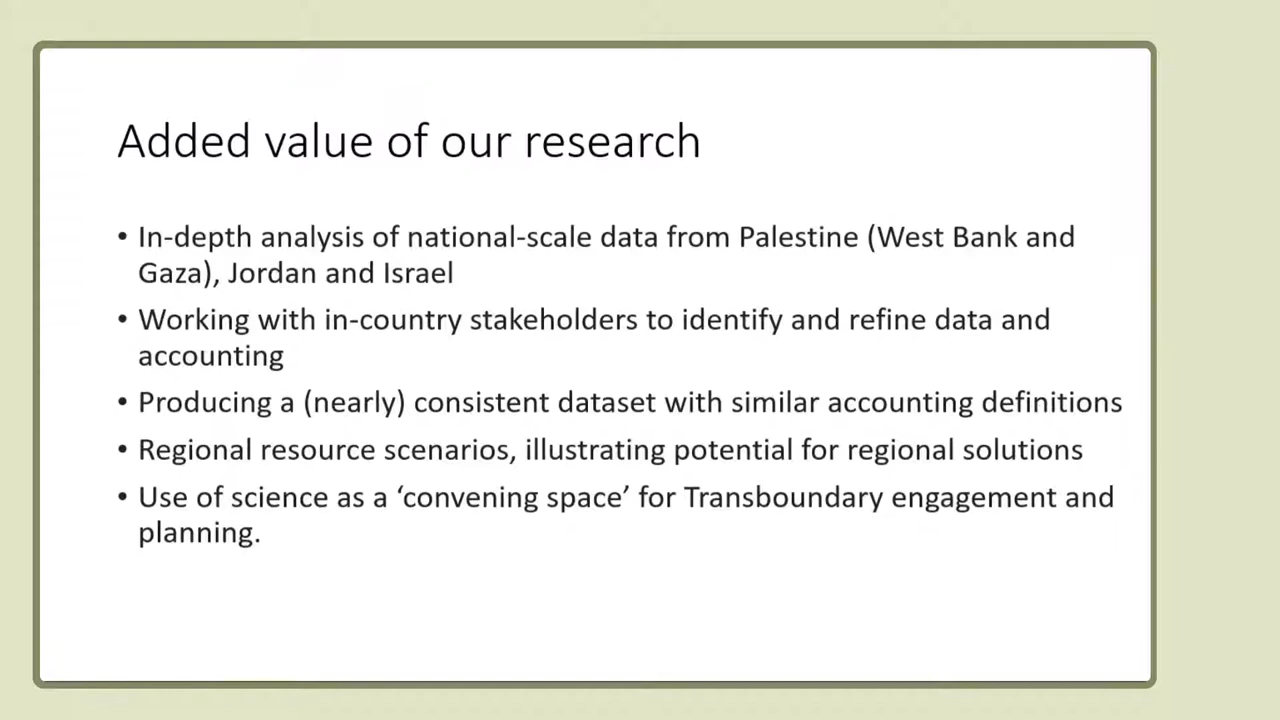 Added value of our research
• In-depth analysis of national-scale data from Palestine (West Bank and
Gaza), Jordan and Israel
• Working with in-country stakeholders to identify and refine data and
accounting
• Producing a (nearly) consistent dataset with similar accounting definitions
• Regional resource scenarios, illustrating potential for regional solutions
• Use of science as a ‘convening space’ for Transboundary engagement and
planning.